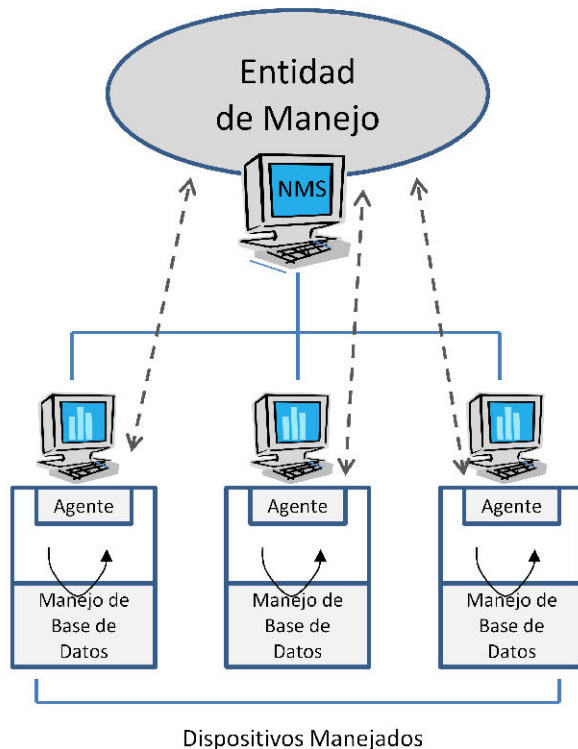 Entidad
de Manejo
NMS
Agente
Agente
Agente
Manejo de
Base de
Datos
Manejo de
Base de
Datos
Manejo de
Base de
Datos
Dispositivos Manejados